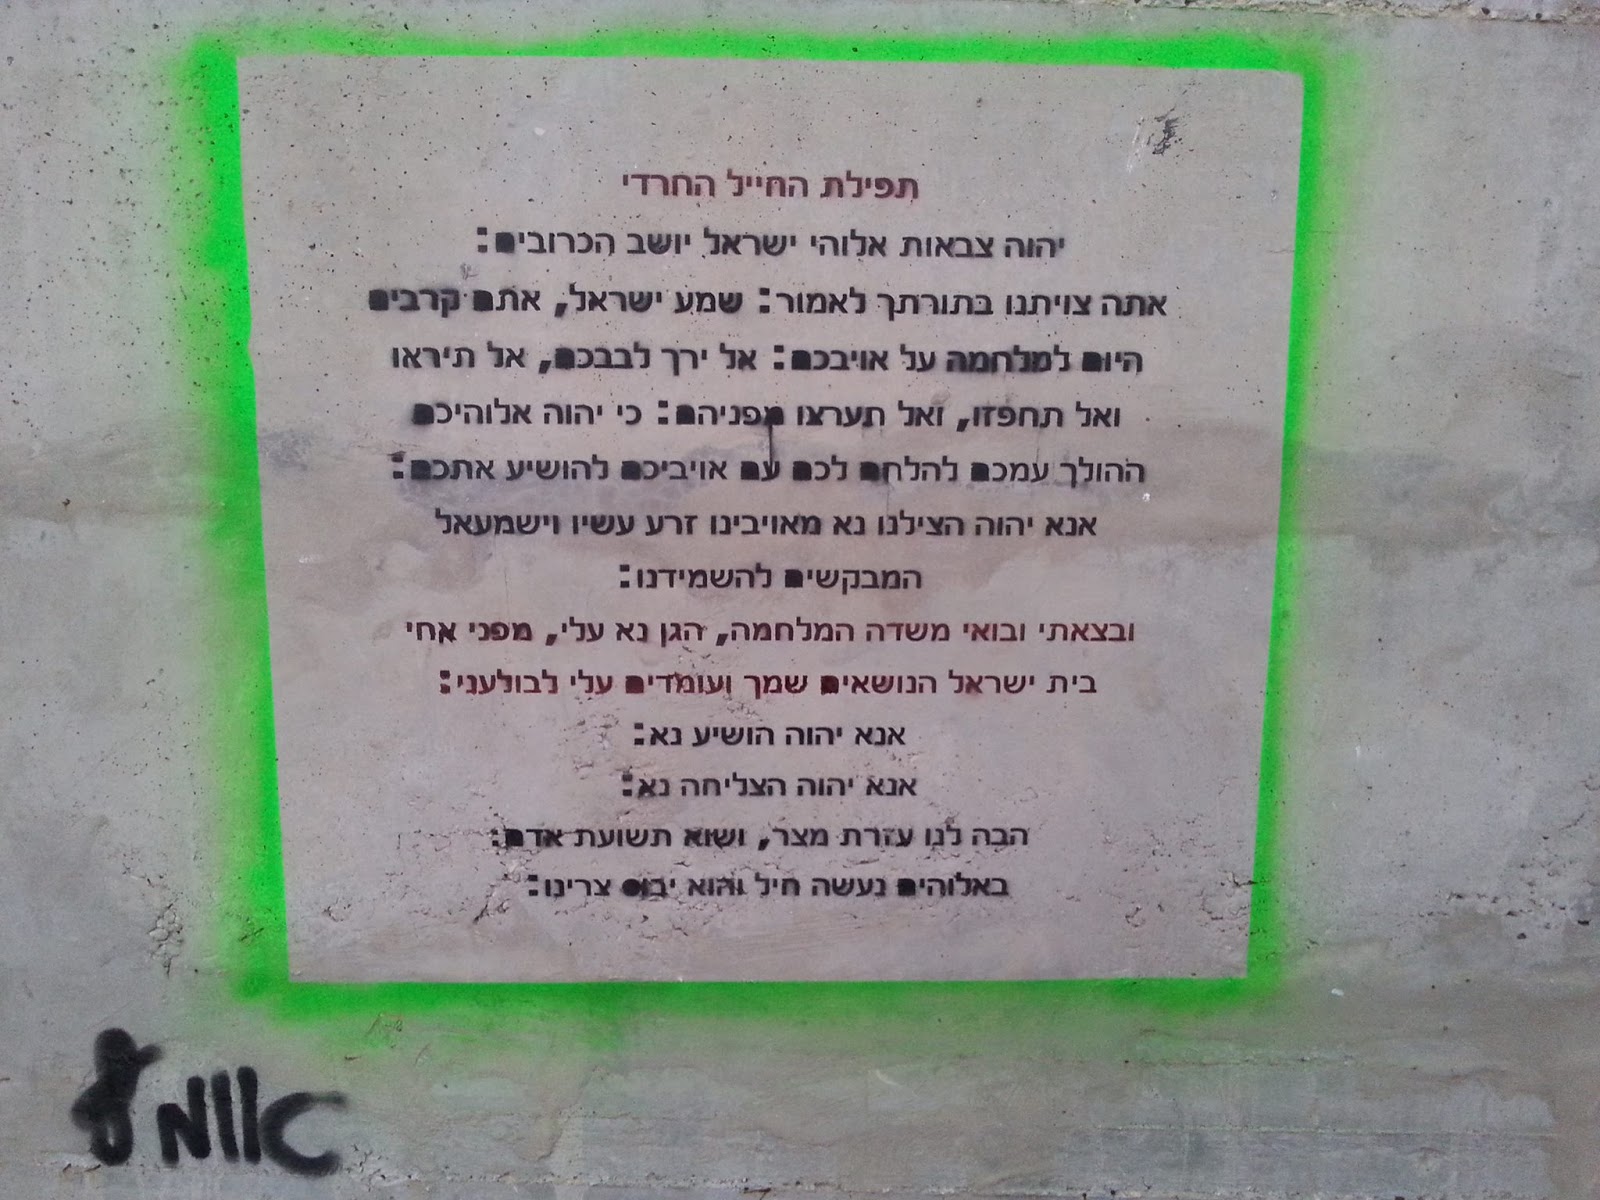 תפילת החייל החרדי
יהוה צבאות אלוהי ישראל יושב הכרובים:
אתה צויתנו בתורתך לאמור: שמע ישראל, אתם קרבים
היום למלחמה על אויבכם: אל ירך לבבכם, אל תיראו
ואל תחפזו, ואל תערצו מפניהם: כי יהוה אלוהיכם
ההולך עמכם להלחם לכם עם אויביכם להושיע אתכם:
אנא יהוה הצילנו נא מאויבינו זרע עשיו וישמעאל
המבקשים להשמידנו:
ובצאתי ובואי משדה המלחמה, הגן נא עלי, מפני אחי
בית ישראל הנושאים שמך ועומדים עלי לבולעני:
אנא יהוה הושיע נא:
אנא יהוה הצליחה נא:
הבה לנו עזרת מצר, ושוא תשועת אדם:
באלוהים נעשה חיל והוא יבוס צרינו: